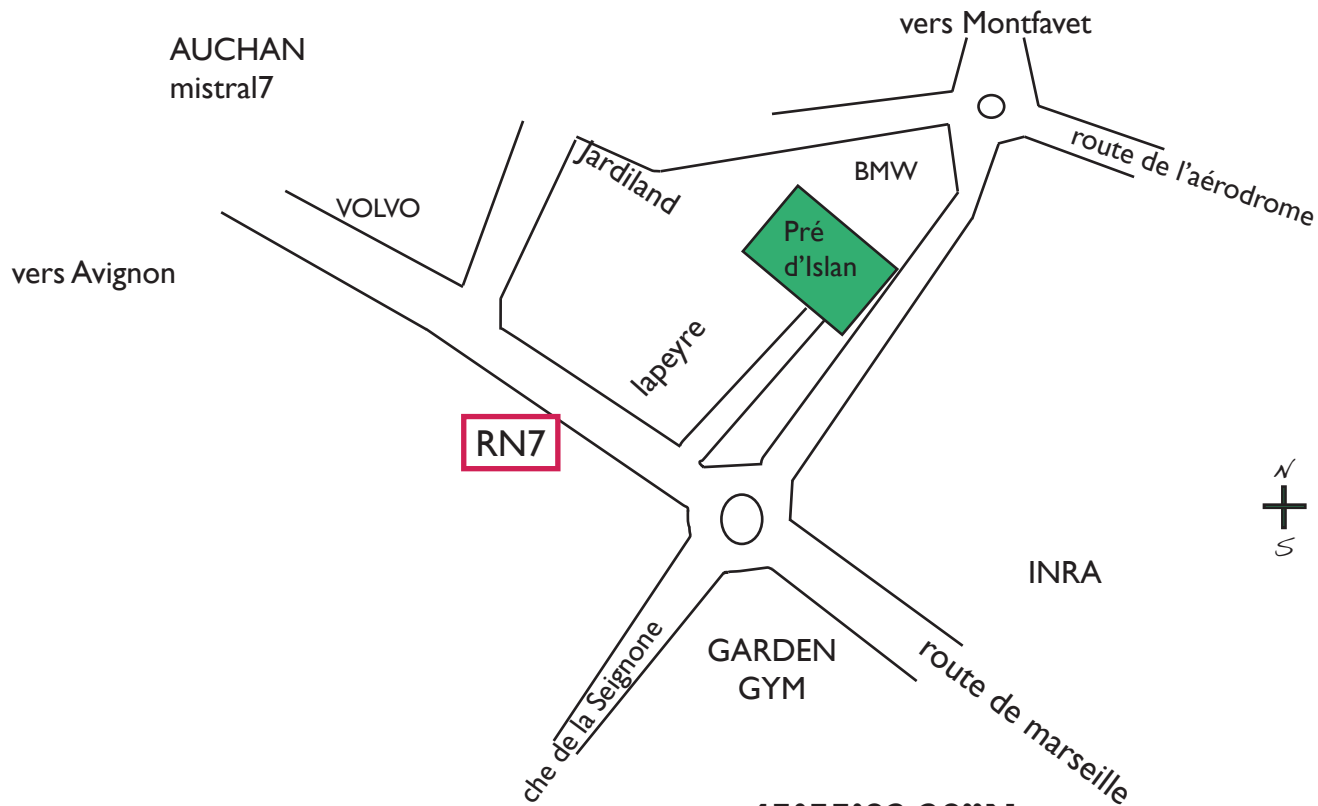 vers Montfavet
AUCHAN
mistral7
route de l'aérodrome
Jardiland
BMW
VOLVO
Pré
d'Islan
vers Avignon
lapeyre
RN7
N
S
INRA
GARDEN
GYM
che de la Seignone
route de marseille